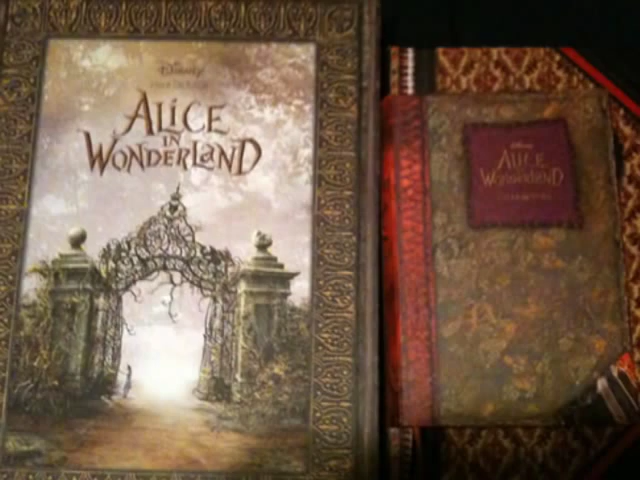 Disney
ALiCE
IN
WONDERLAND
Disney
ALICE
IN
WONDERLAND